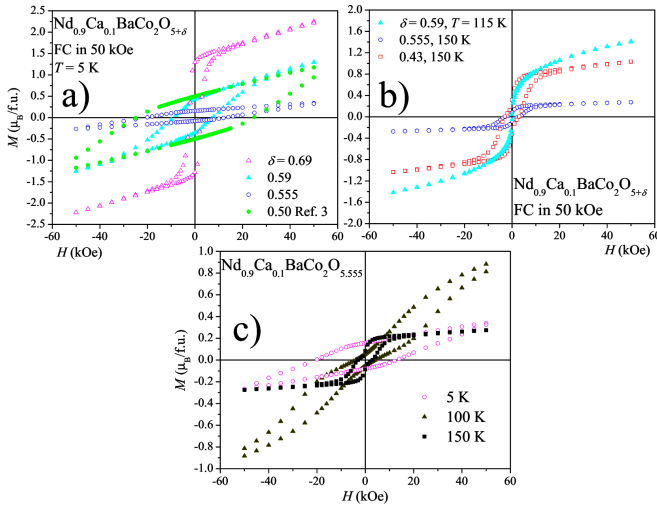 Nd0.9Ca0.1BaCo2O5+δ
FC in 50 kOe
T = 5 K
a)
δ = 0.69
0.59
0.555
0.50 Ref. 3
M (μB/f.u.)
2.5
2.0
1.5
1.0
0.5
0.0
-0.5
-1.0
-1.5
-2.0
-2.5
-60 -40 -20 0 20 40 60
H (kOe)
δ = 0.59, T = 115 K
0.555, 150 K
0.43, 150 K
b)
Nd0.9Ca0.1BaCo2O5+δ
FC in 50 kOe
M (μB/f.u.)
2.0
1.6
1.2
0.8
0.4
0.0
-0.4
-0.8
-1.2
-1.6
-2.0
-60 -40 -20 0 20 40 60
H (kOe)
Nd0.9Ca0.1BaCo2O5.555
c)
5 K
100 K
150 K
M (μB/f.u.)
1.0
0.8
0.6
0.4
0.2
0.0
-0.2
-0.4
-0.6
-0.8
-1.0
-60 -40 -20 0 20 40 60
H (kOe)